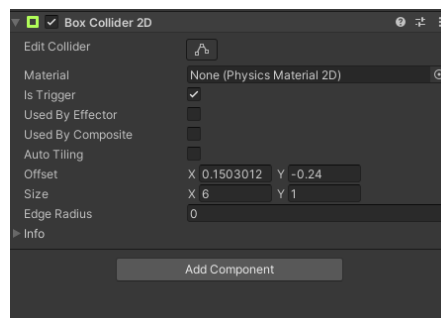 Box Collider 2D
Edit Collider
Material None (Physics Material 2D)
Is Trigger
Used By Effector
Used By Composite
Auto Tiling
Offset X 0.1503012 Y -0.24
Size X 6 Y 1
Edge Radius 0
Info
Add Component